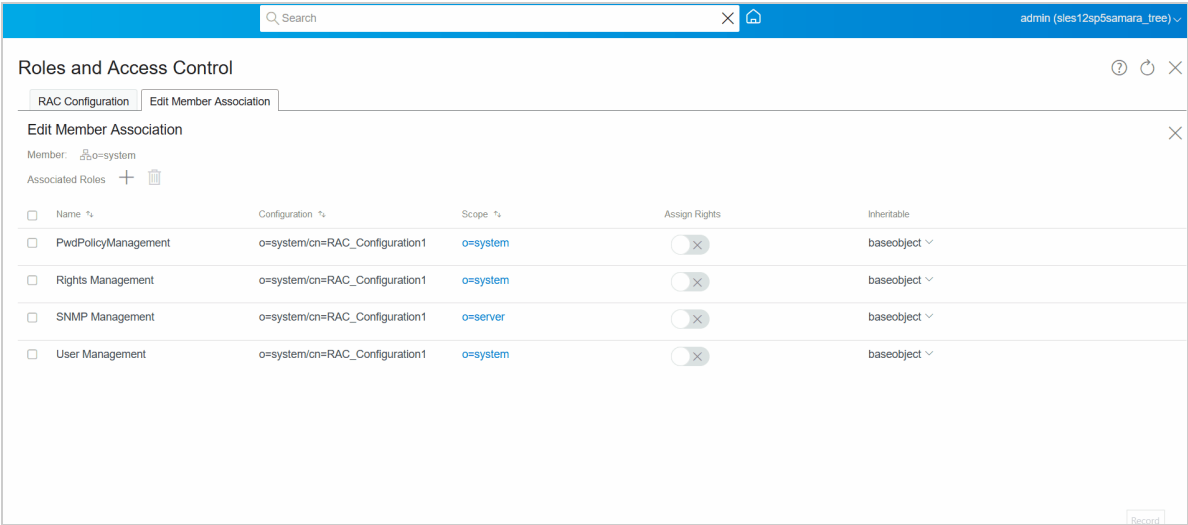 Search
admin (sles12sp5samara_tree)
Roles and Access Control
RAC Configuration Edit Member Association
Edit Member Association
Member: o=system
Associated Roles
Name Configuration Scope Assign Rights Inheritable
PwdPolicyManagement o=system/cn=RAC_Configuration1 o=system baseobject
Rights Management o=system/cn=RAC_Configuration1 o=system baseobject
SNMP Management o=system/cn=RAC_Configuration1 o=server baseobject
User Management o=system/cn=RAC_Configuration1 o=system baseobject
Record